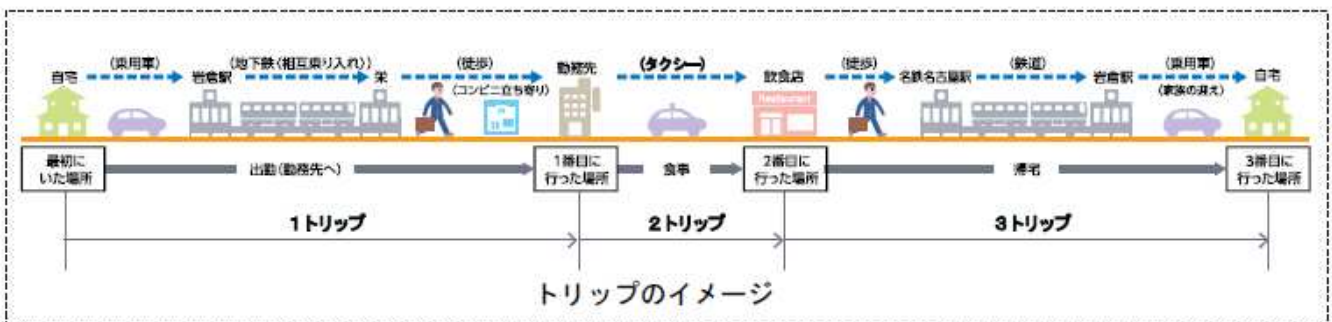 自宅 (乗用車) 岩倉駅 (地下鉄(相互乗り入れ)) 栄 (徒歩) 勤務先 (タクシー) 飲食店 (徒歩) 名鉄名古屋駅 (鉄道) 岩倉駅 (乗用車) 自宅
(コンビニ立ち寄り) (家族の迎え)
Restaurant
最初に
いた場所
出勤(勤務先へ)
1番目に
行った場所
食事
2番目に
行った場所
帰宅
3番目に
行った場所
1トリップ 2トリップ 3トリップ
トリップのイメージ